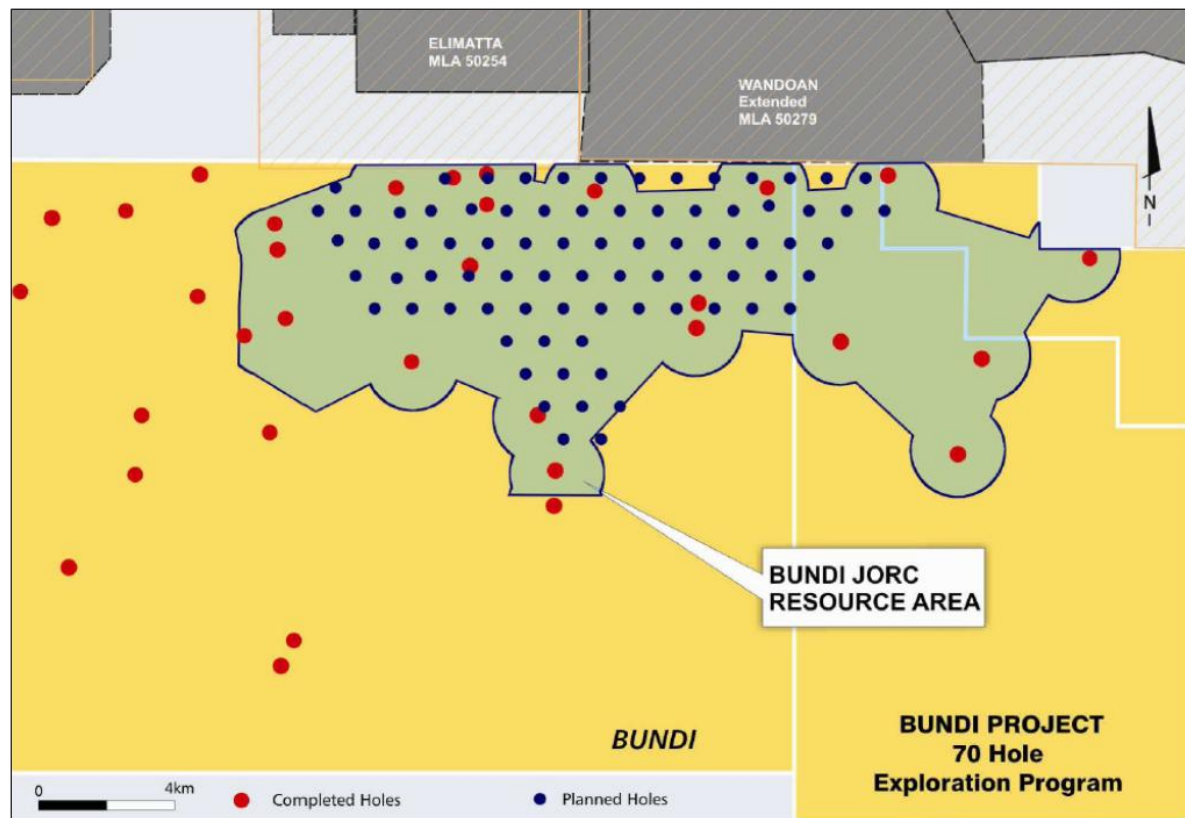 ELIMATTA
MLA 50254
WANDOAN
Extended
MLA 50279
N
BUNDI JORC
RESOURCE AREA
BUNDI
BUNDI PROJECT
70 Hole
Exploration Program
0 4km
Completed Holes
Planned Holes